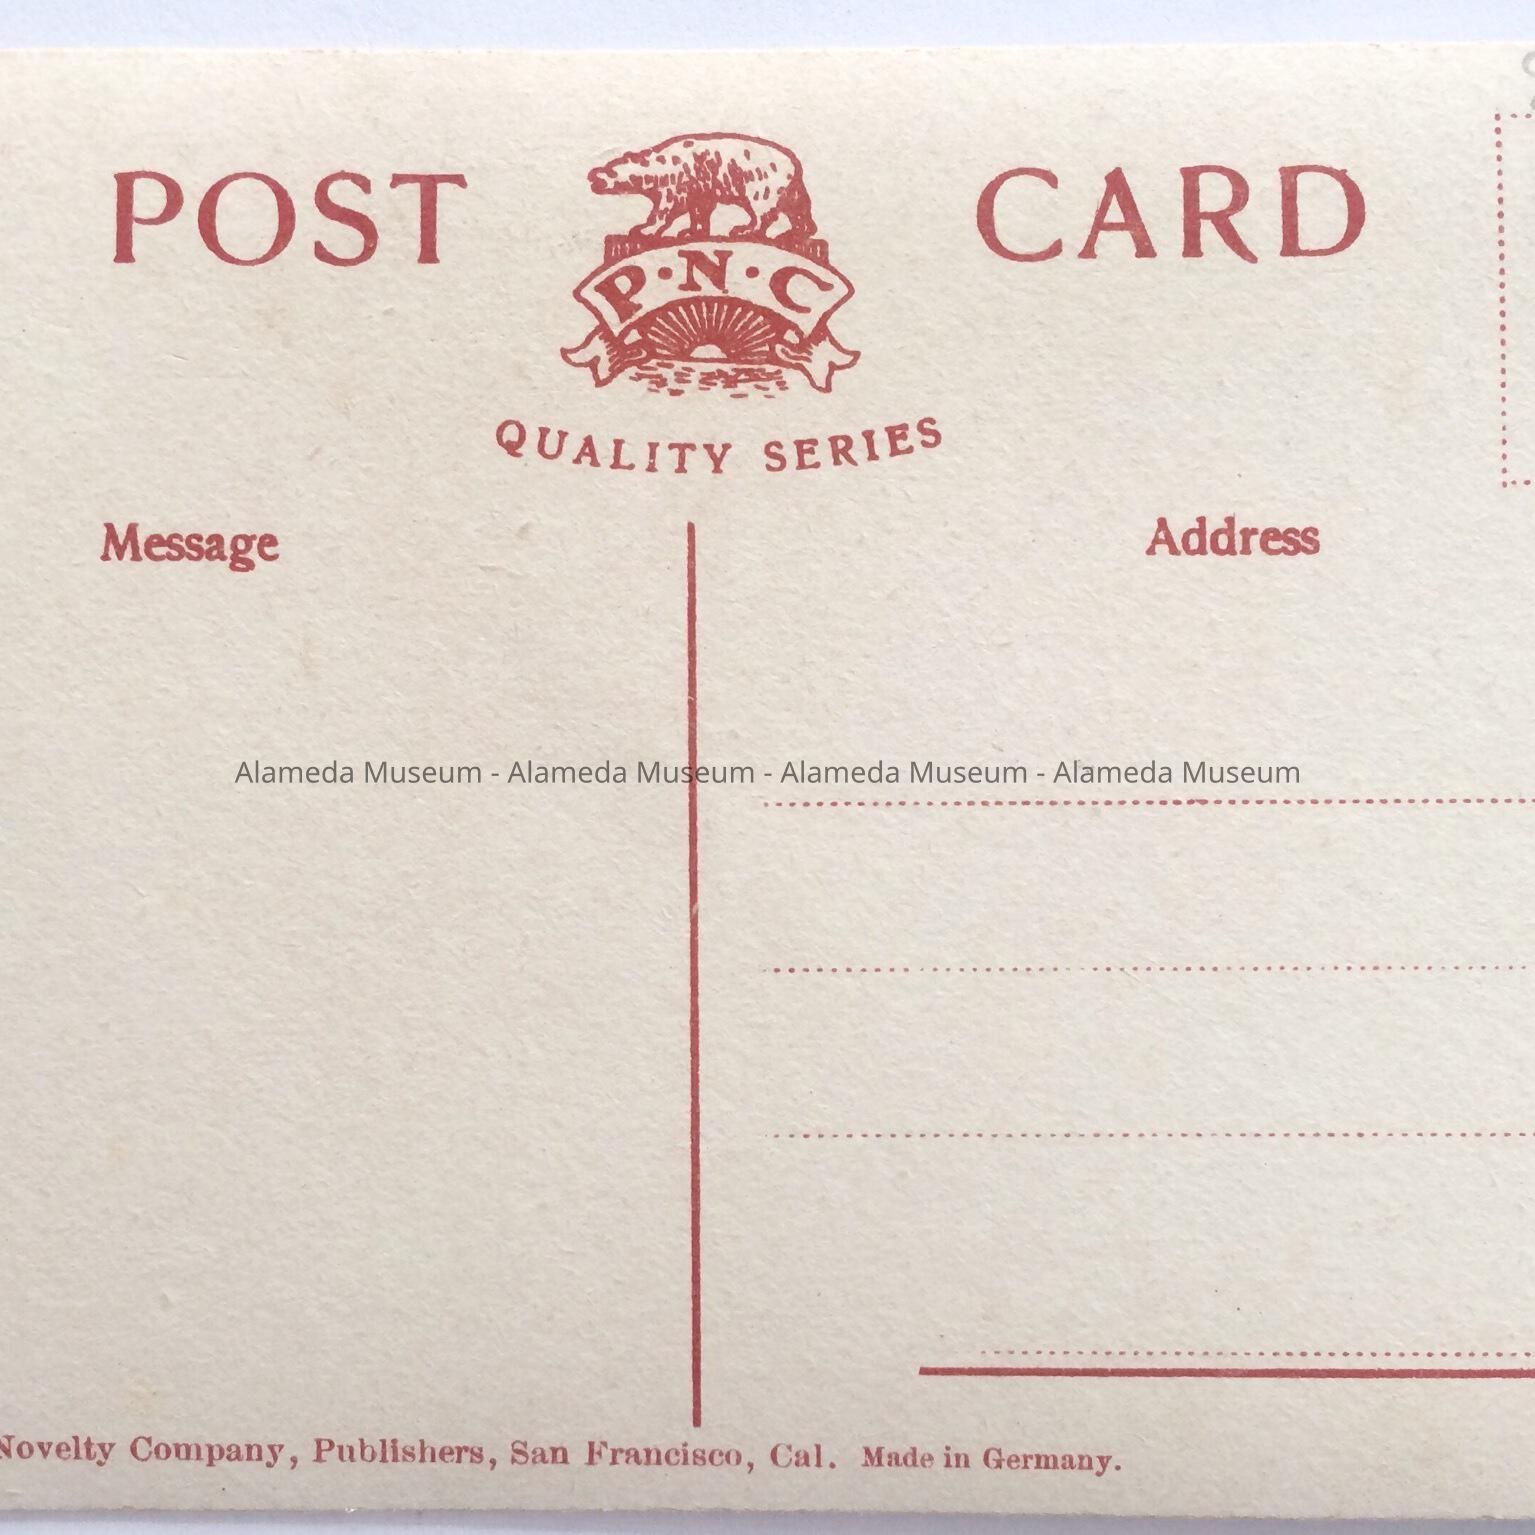 POST CARD
P·N·C
QUALITY SERIES
Message
Address
Alameda Museum - Alameda Museum - Alameda Museum - Alameda Museum
Novelty Company, Publishers, San Francisco, Cal. Made in Germany.